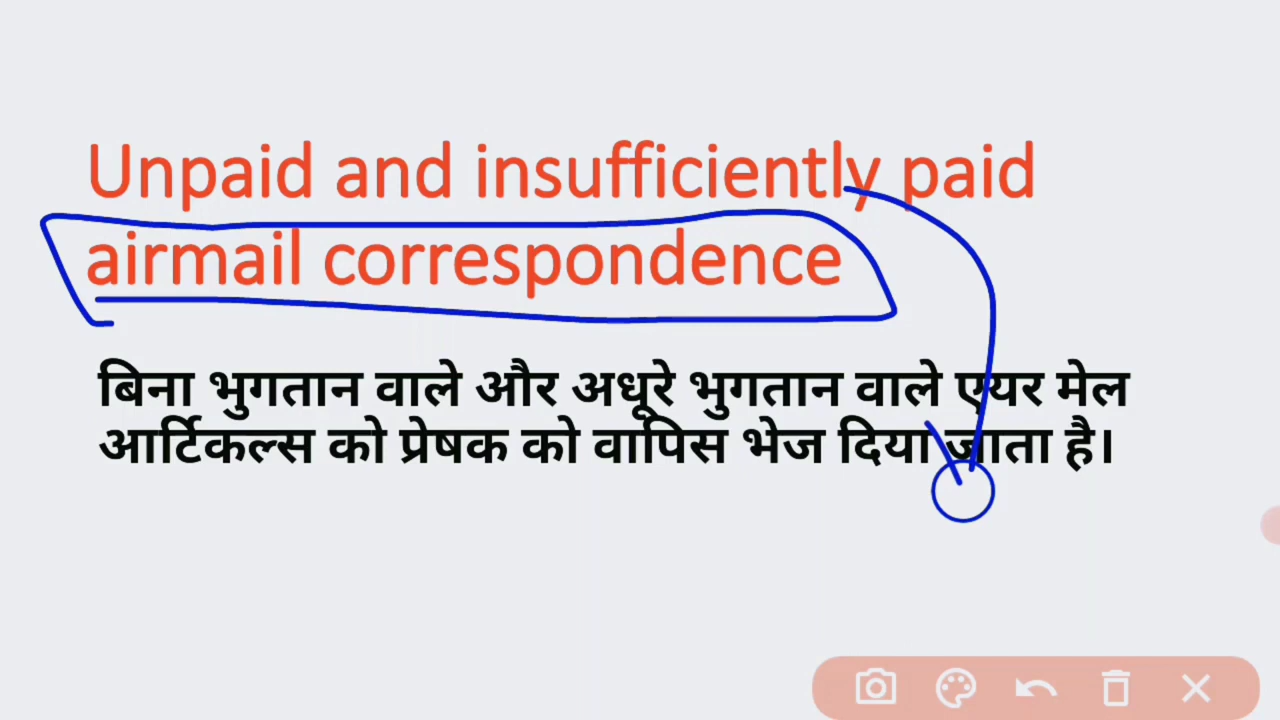 Unpaid and insufficiently paid
airmail correspondence
बिना भुगतान वाले और अधूरे भुगतान वाले एयर मेल
आर्टिकल्स को प्रेषक को वापिस भेज दिया जाता है।